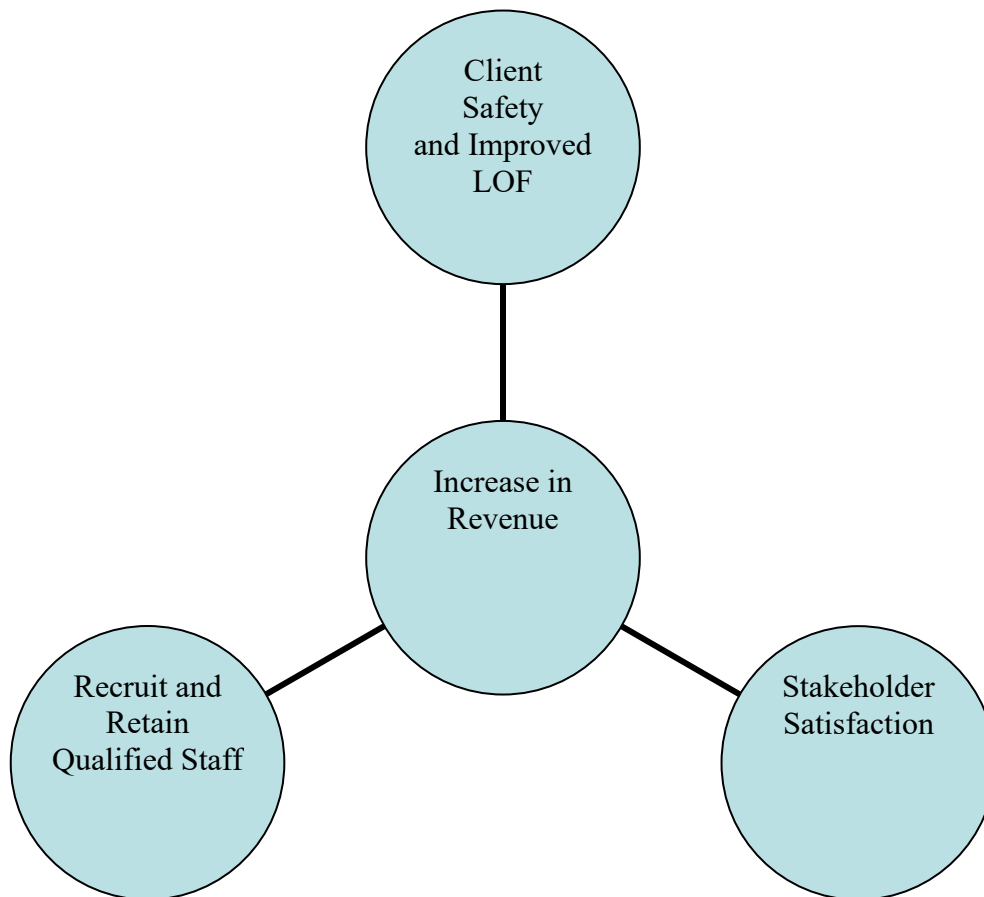 Client
Safety
and Improved
LOF
Increase in
Revenue
Recruit and
Retain
Qualified Staff
Stakeholder
Satisfaction